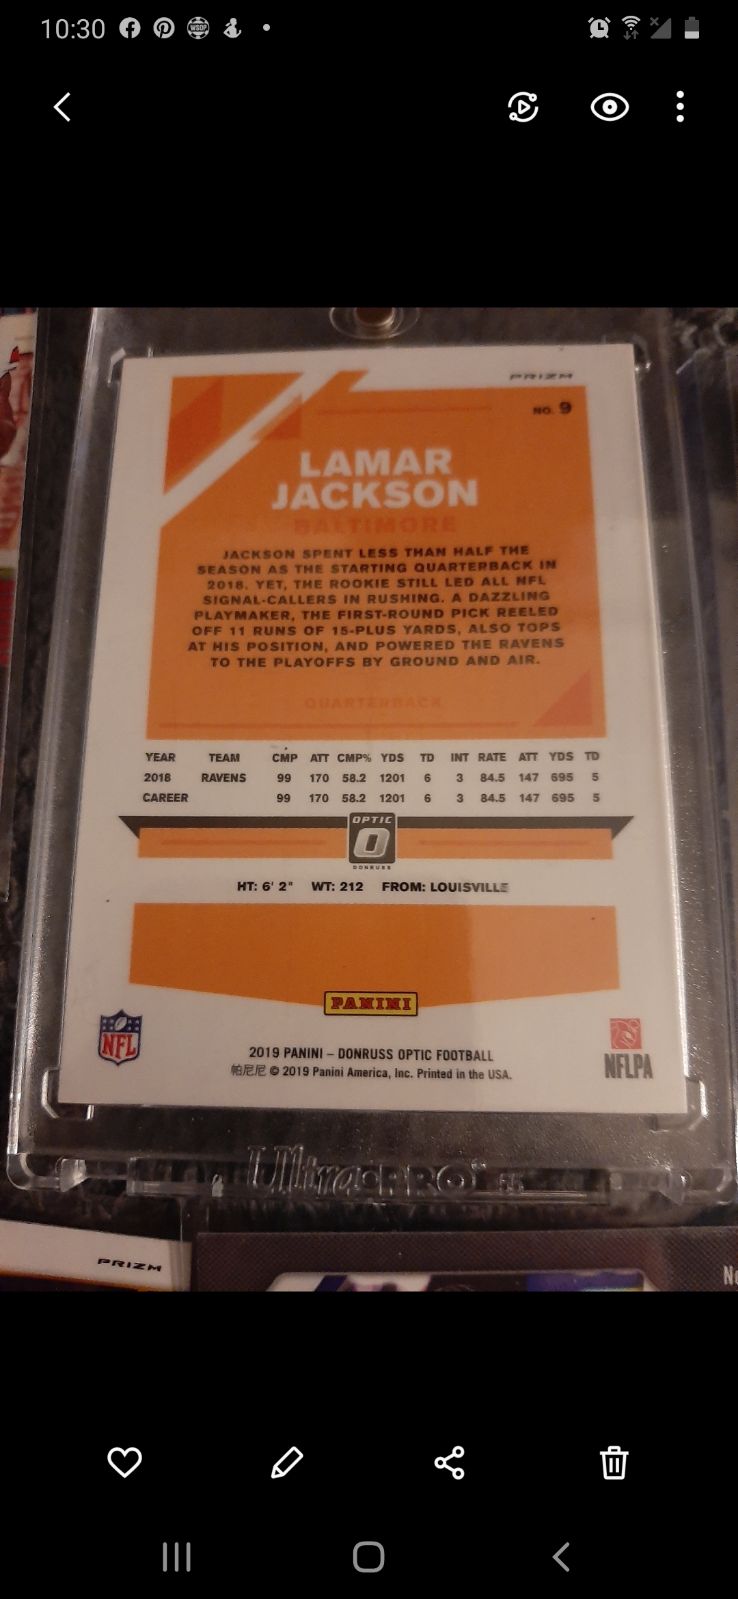 10:30
PRIZM
NO. 9
LAMAR
JACKSON
BALTIMORE
JACKSON SPENT LESS THAN HALF THE
SEASON AS THE STARTING QUARTERBACK IN
2018. YET, THE ROOKIE STILL LED ALL NFL
SIGNAL-CALLERS IN RUSHING. A DAZZLING
PLAYMAKER, THE FIRST-ROUND PICK REELED
OFF 11 RUNS OF 15-PLUS YARDS, ALSO TOPS
AT HIS POSITION, AND POWERED THE RAVENS
TO THE PLAYOFFS BY GROUND AND AIR.
QUARTERBACK
YEAR TEAM CMP ATT CMP% YDS TD INT RATE ATT YDS TD
2018 RAVENS 99 170 58.2 1201 6 3 84.5 147 695 5
CAREER 99 170 58.2 1201 6 3 84.5 147 695 5
OPTIC
DONRUSS
HT: 6' 2" WT: 212 FROM: LOUISVILLE
PANINI
NFL
NFLPA
2019 PANINI – DONRUSS OPTIC FOOTBALL
帕尼尼 © 2019 Panini America, Inc. Printed in the USA.
Ultra PRO
PRIZM